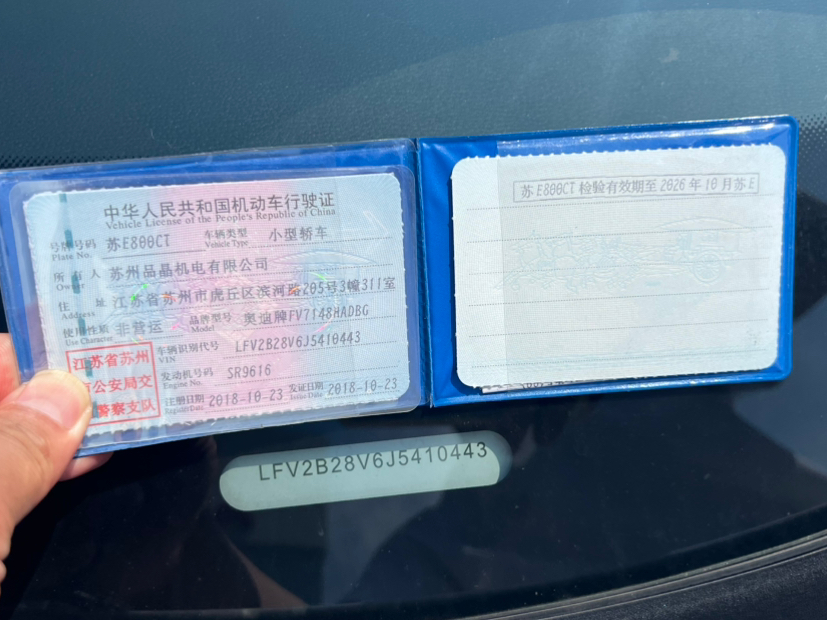 中华人民共和国机动车行驶证
Vehicle License of the People's Republic of China
号牌号码 苏E800CT 车辆类型 小型轿车
Plate No. Vehicle Type
所有人 苏州品晶机电有限公司
Owner
住址 江苏省苏州市虎丘区滨河路205号3幢311室
Address
使用性质 非营运 品牌型号 奥迪牌FV7148HADBG
Use Character Model
车辆识别代号 LFV2B28V6J5410443
VIN
发动机号码 SR9616
Engine No.
注册日期 2018-10-23 发证日期 2018-10-23
Register Date Issue Date
江苏省苏州
公安局交
警察支队
苏E800CT 检验有效期至 2026年10月苏E
LFV2B28V6J5410443